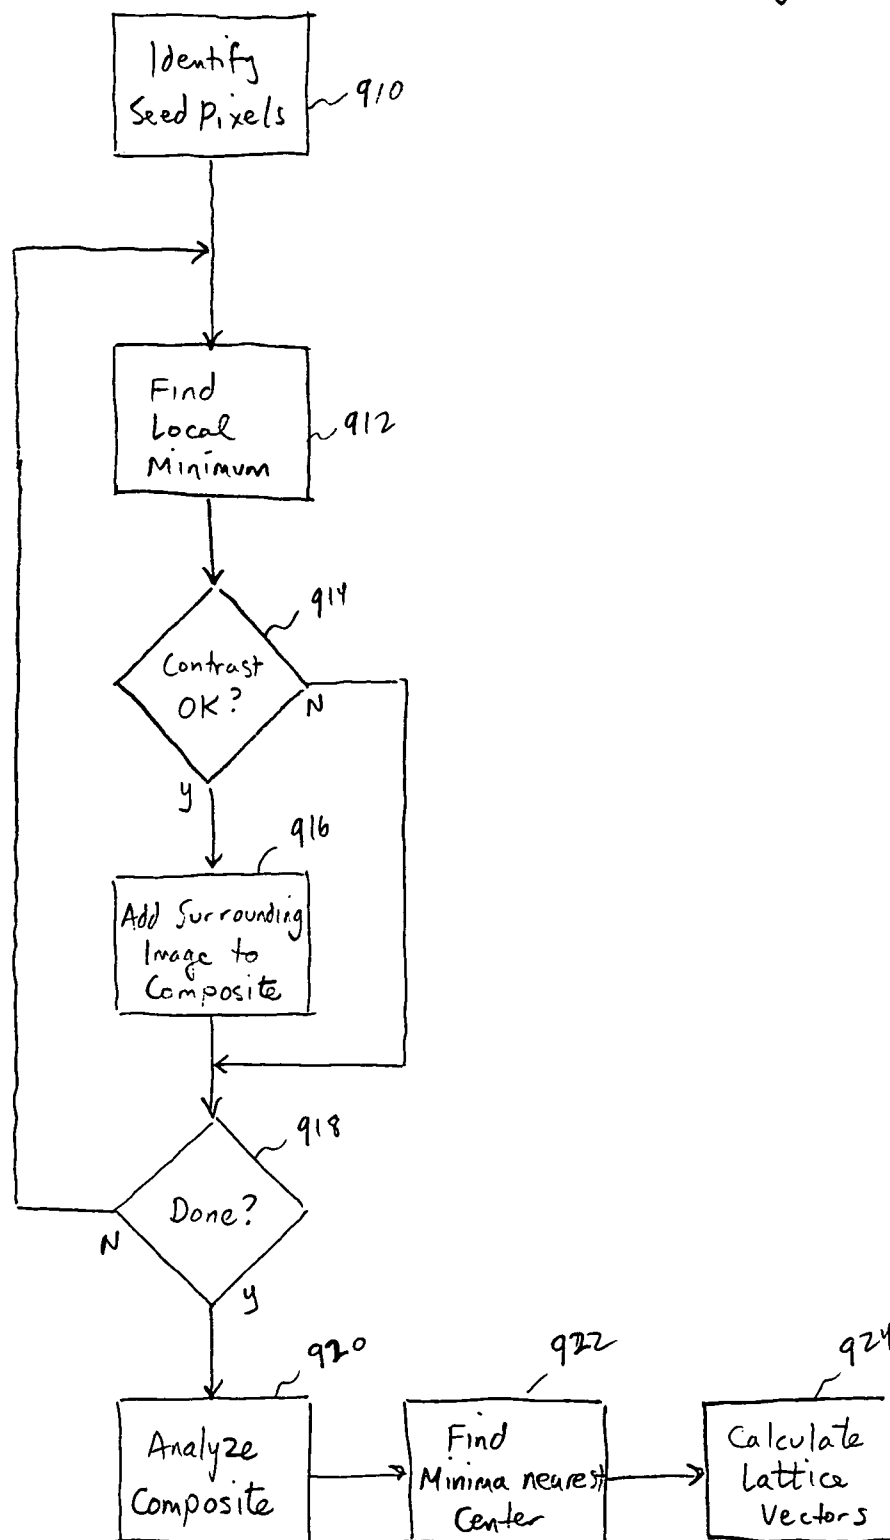 Identify
Seed Pixels
910
Find
Local
Minimum
912
914
Contrast
OK?
N
Y
916
Add Surrounding
Image to
Composite
918
Done?
N
Y
920
Analyze
Composite
922
Find
Minima nearest
Center
924
Calculate
Lattice
Vectors